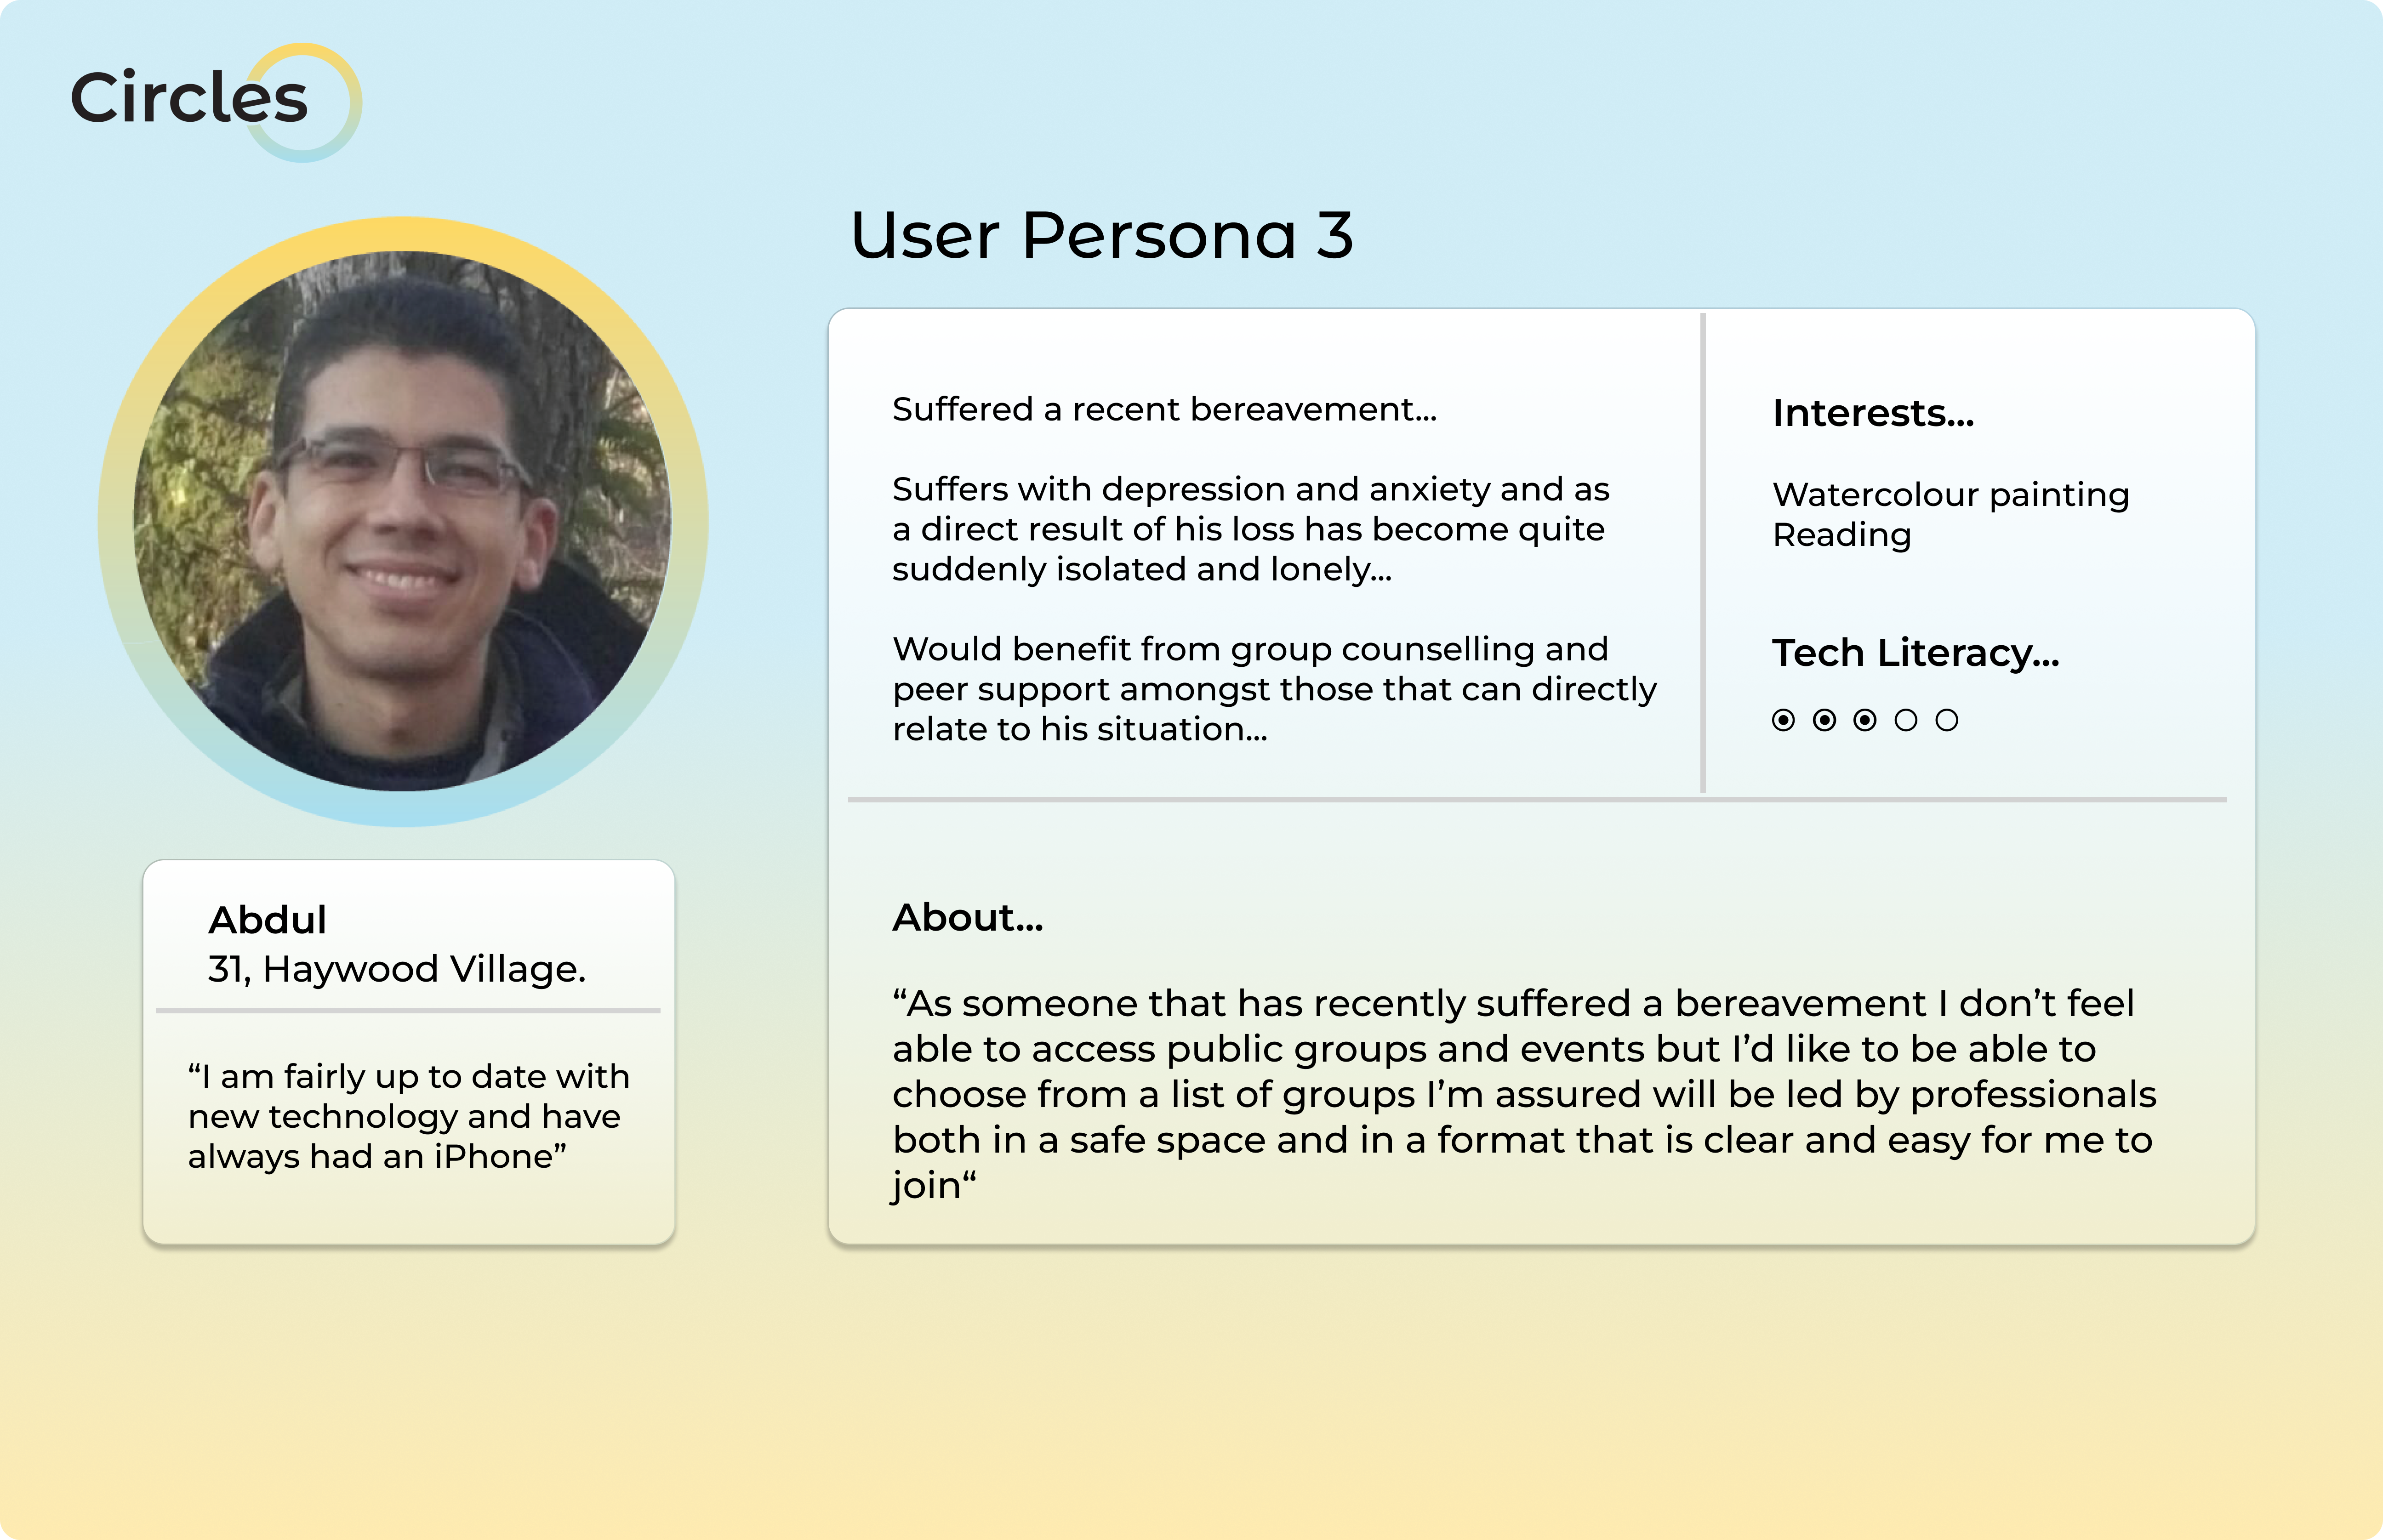 Circles
User Persona 3
Suffered a recent bereavement...
Suffers with depression and anxiety and as
a direct result of his loss has become quite
suddenly isolated and lonely...
Would benefit from group counselling and
peer support amongst those that can directly
relate to his situation...
Interests...
Watercolour painting
Reading
Tech Literacy...
Abdul
31, Haywood Village.
“I am fairly up to date with
new technology and have
always had an iPhone”
About...
“As someone that has recently suffered a bereavement I don’t feel
able to access public groups and events but I’d like to be able to
choose from a list of groups I’m assured will be led by professionals
both in a safe space and in a format that is clear and easy for me to
join“